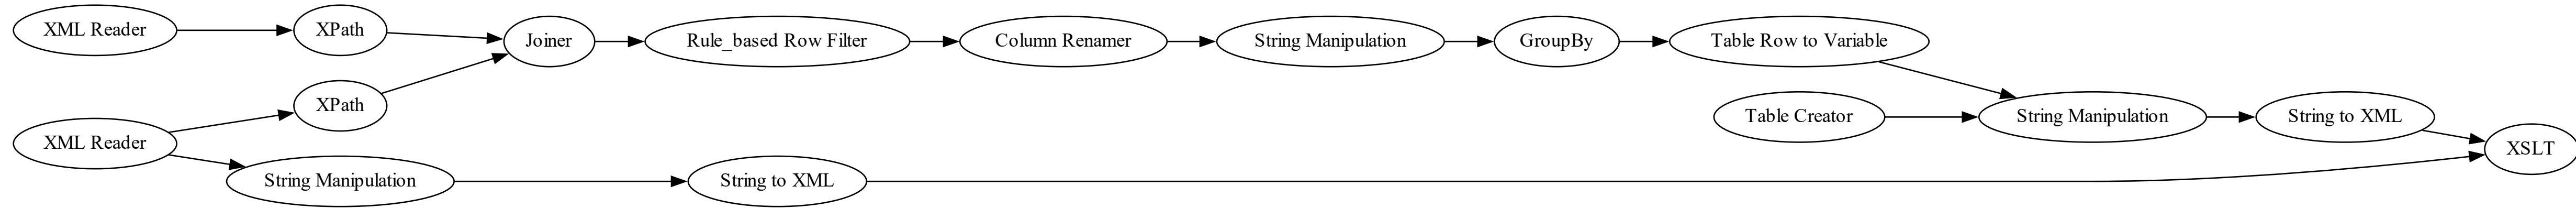 XML Reader
XPath
Joiner
Rule_based Row Filter
Column Renamer
String Manipulation
GroupBy
Table Row to Variable
XPath
Table Creator
String Manipulation
String to XML
XML Reader
XSLT
String Manipulation
String to XML